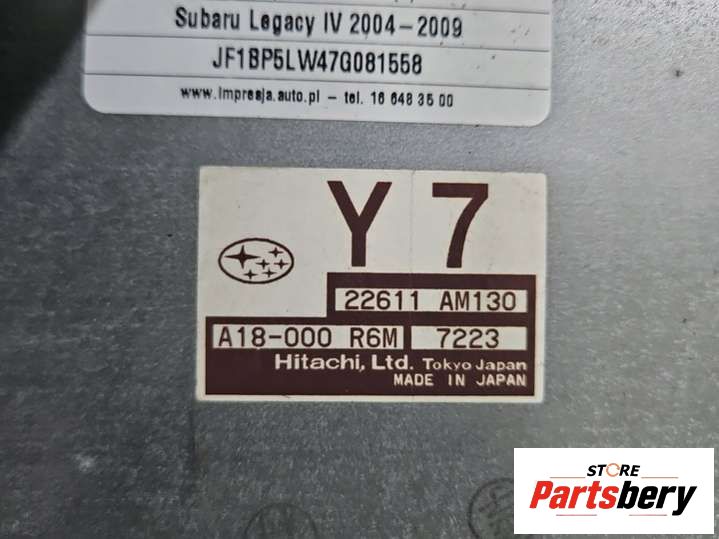 Subaru Legacy IV 2004-2009
JF1BP5LW47G081558
www.impresja.auto.pl - tel. 16 648 35 00
Y 7
22611 AM130
A18-000 R6M 7223
Hitachi, Ltd. Tokyo Japan
MADE IN JAPAN
STORE
Partsbery